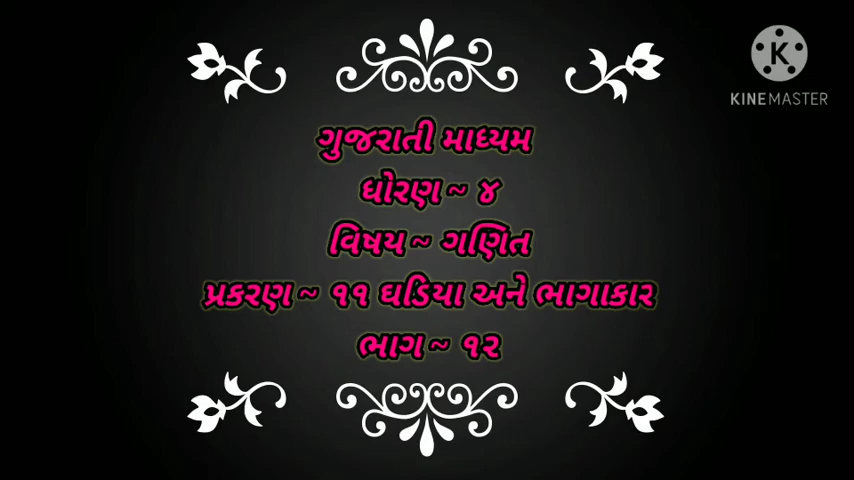 KINEMASTER
ગુજરાતી માધ્યમ
ધોરણ ~ ૪
વિષય ~ ગણિત
પ્રકરણ ~ ૧૧ ઘડિયા અને ભાગાકાર
ભાગ ~ ૧૨